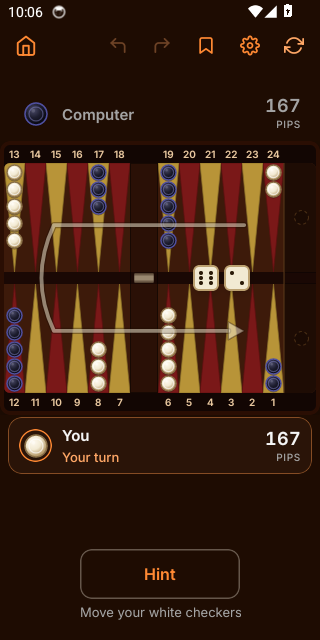 10:06
Computer
167
PIPS
13 14 15 16 17 18 19 20 21 22 23 24
12 11 10 9 8 7 6 5 4 3 2 1
You
Your turn
167
PIPS
Hint
Move your white checkers